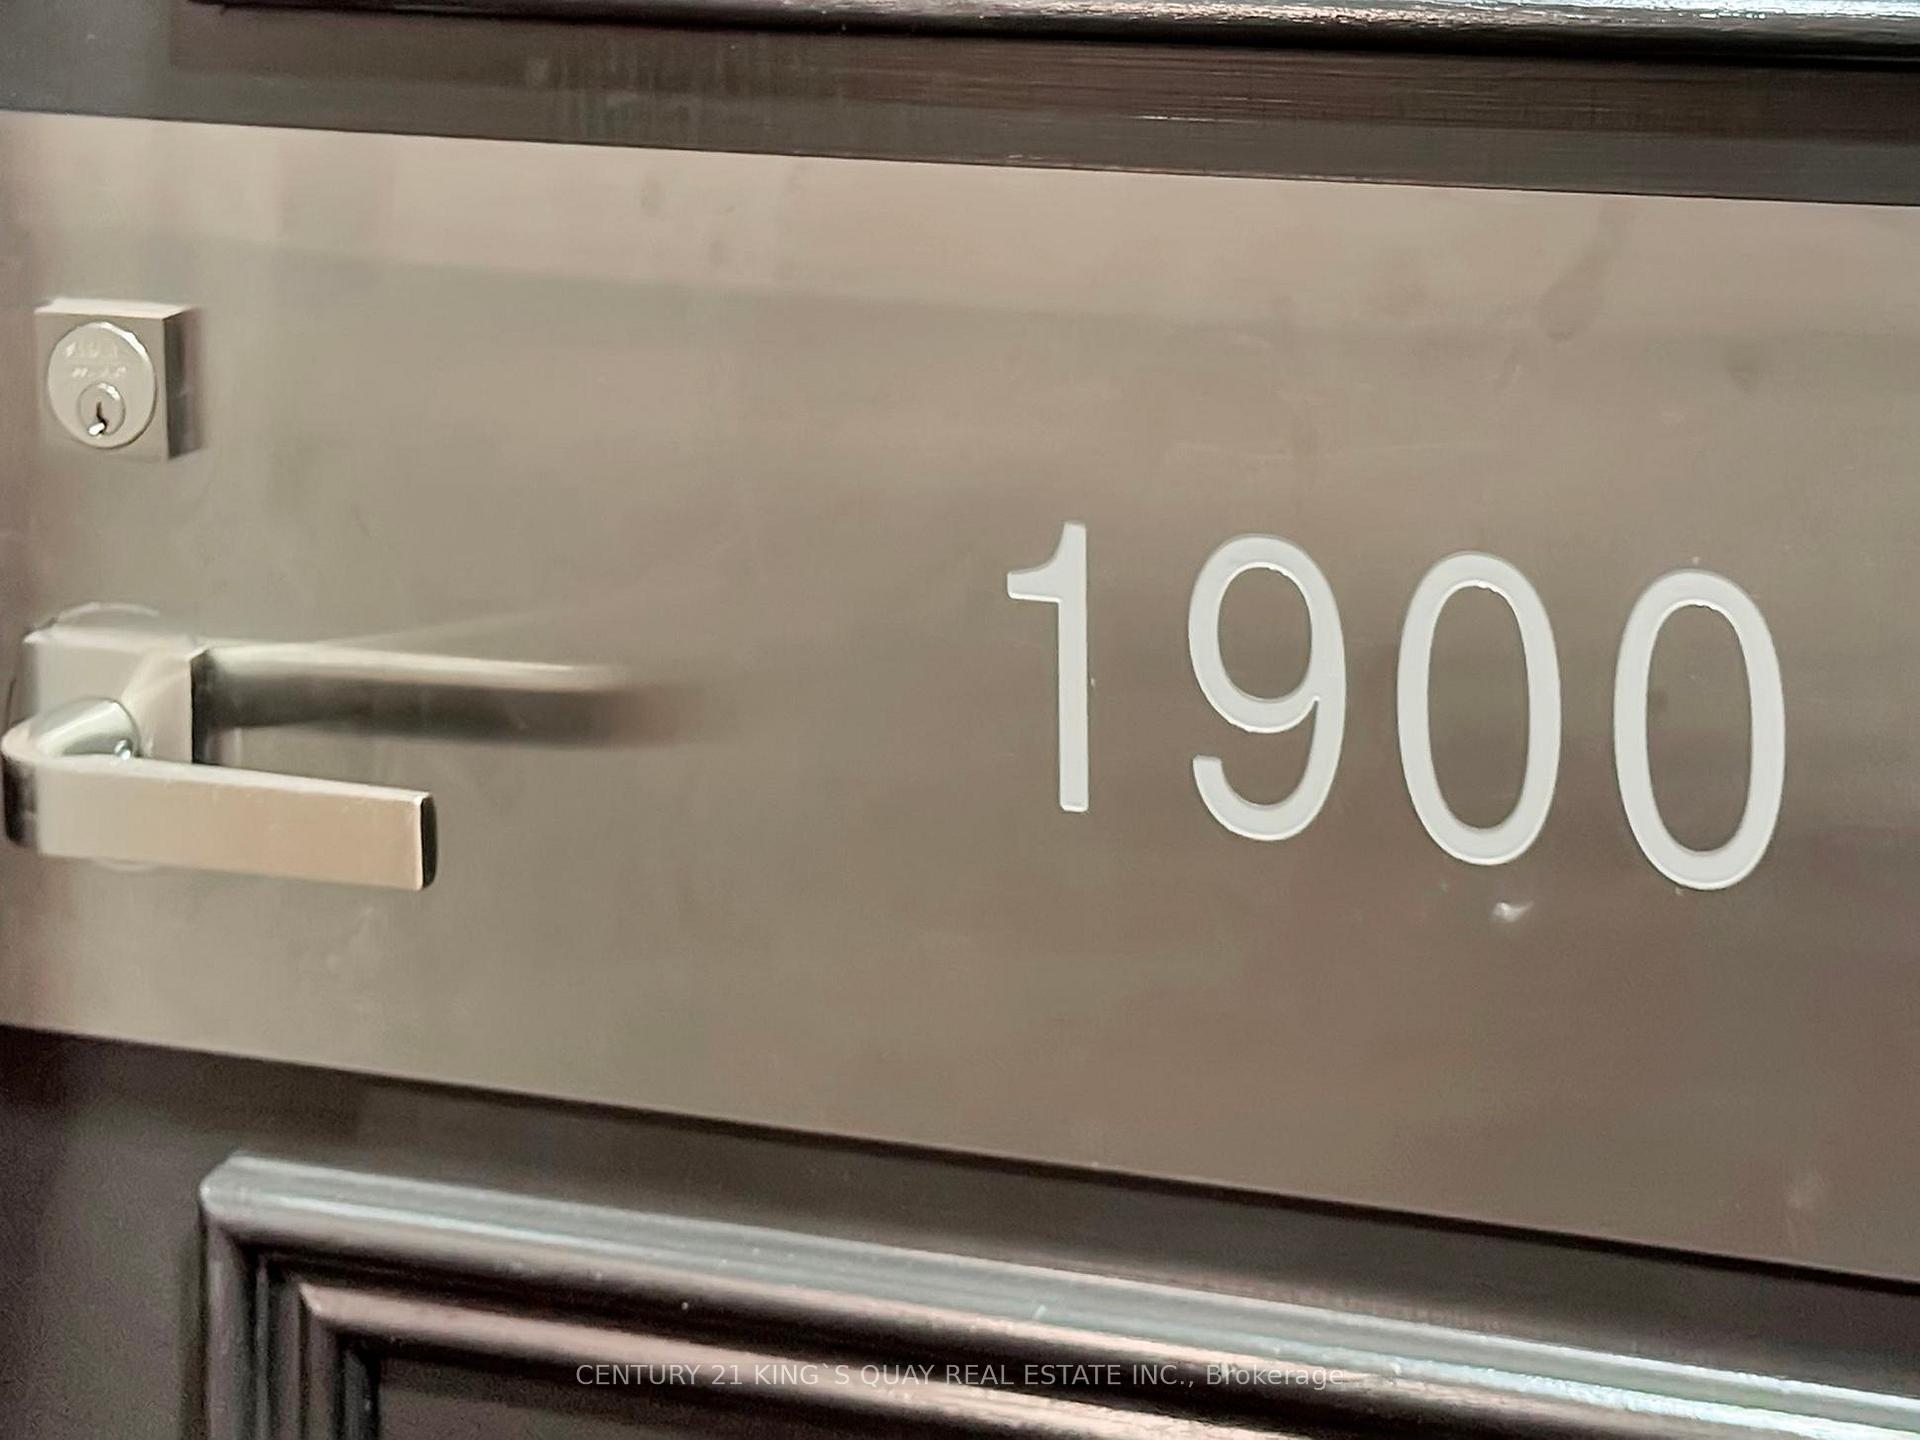 1900
CENTURY 21 KING`S QUAY REAL ESTATE INC., Brokerage